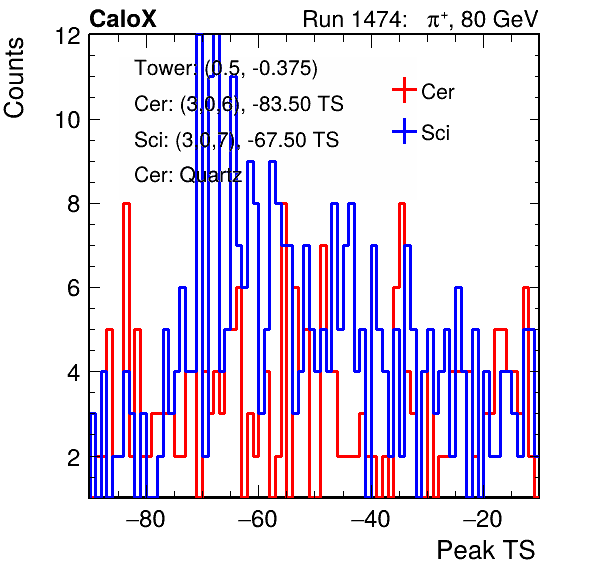 CaloX Run 1474: π⁺, 80 GeV
Counts
12
10
8
6
4
2
Tower: (0.5, -0.375)
Cer: (3,0,6), -83.50 TS
Sci: (3,0,7), -67.50 TS
Cer: Quartz
Cer
Sci
−80 −60 −40 −20
Peak TS